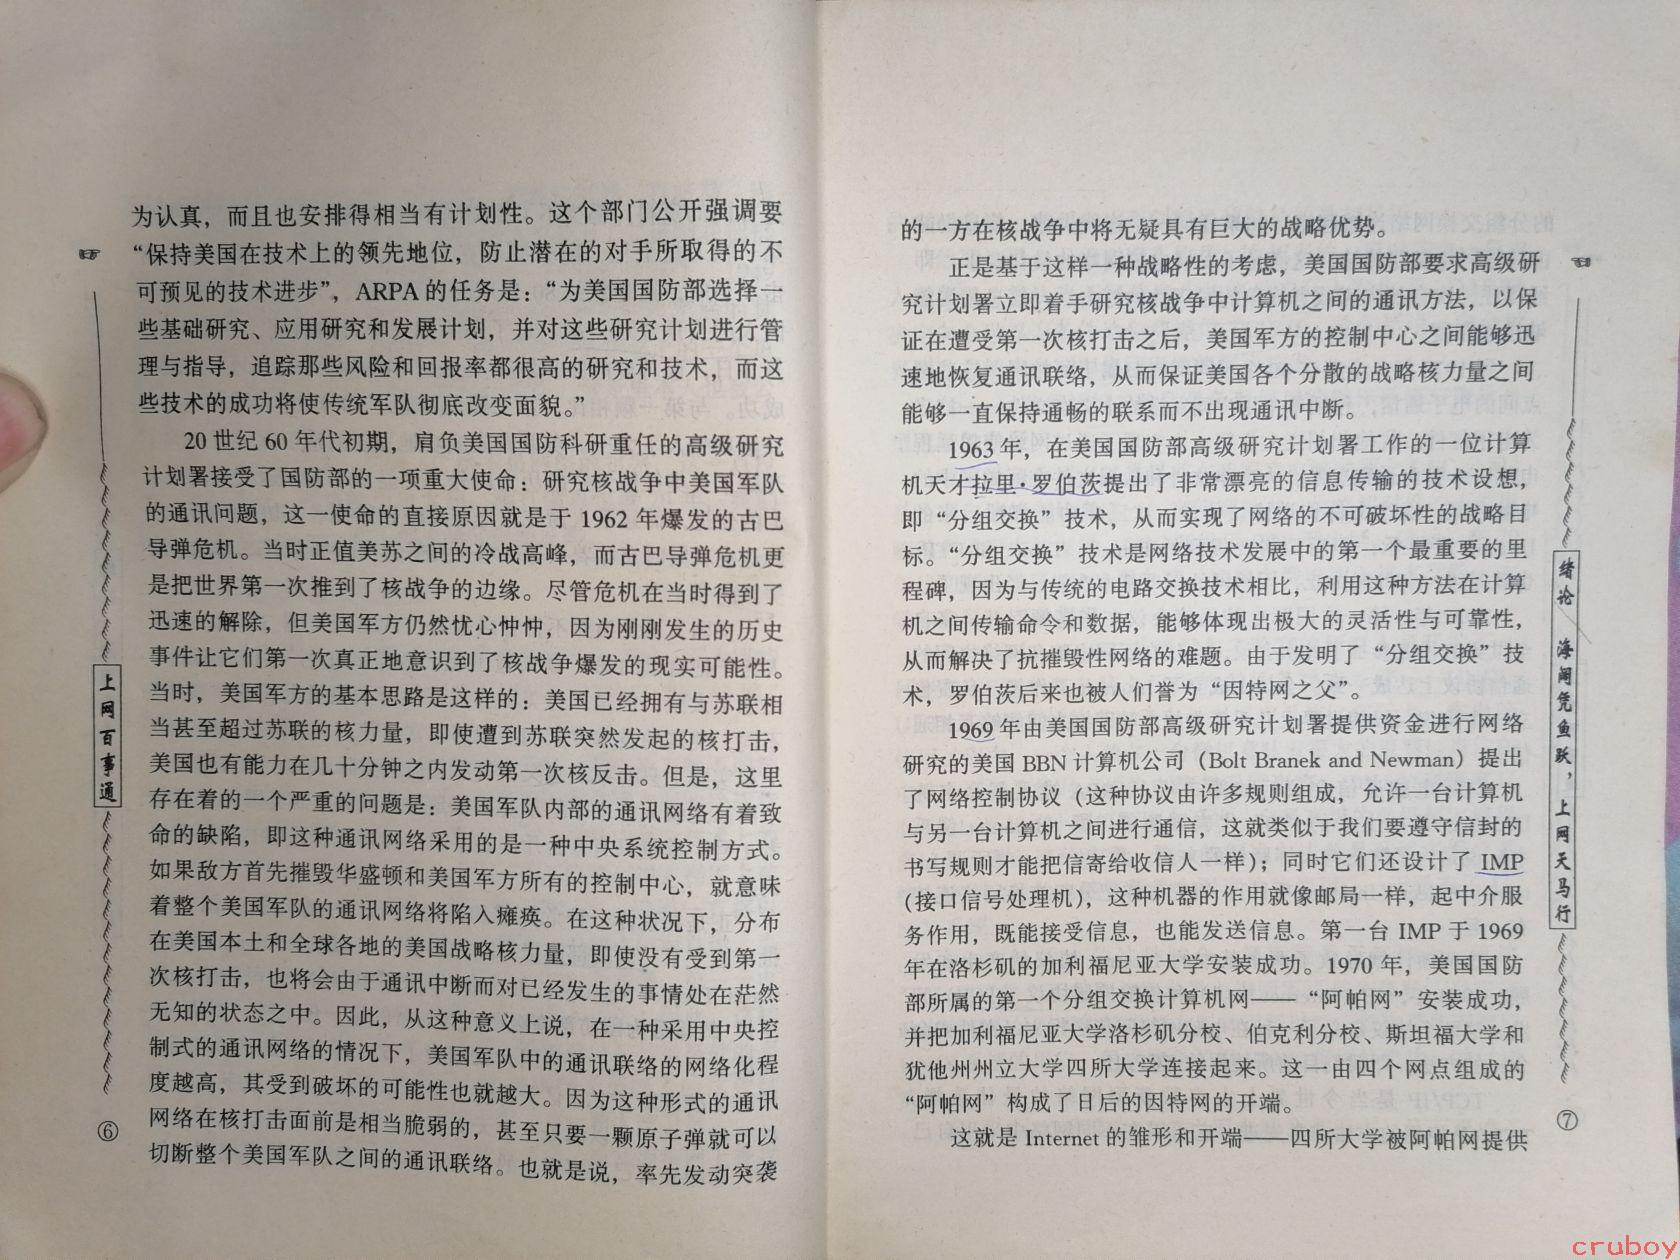 为认真，而且也安排得相当有计划性。这个部门公开强调要
“保持美国在技术上的领先地位，防止潜在的对手所取得的不
可预见的技术进步”，ARPA 的任务是：“为美国国防部选择一
些基础研究、应用研究和发展计划，并对这些研究计划进行管
理与指导，追踪那些风险和回报率都很高的研究和技术，而这
些技术的成功将使传统军队彻底改变面貌。”
20 世纪 60 年代初期，肩负美国国防科研重任的高级研究
计划署接受了国防部的一项重大使命：研究核战争中美国军队
的通讯问题，这一使命的直接原因就是于 1962 年爆发的古巴
导弹危机。当时正值美苏之间的冷战高峰，而古巴导弹危机更
是把世界第一次推到了核战争的边缘。尽管危机在当时得到了
迅速的解除，但美国军方仍然忧心忡忡，因为刚刚发生的历史
事件让它们第一次真正地意识到了核战争爆发的现实可能性。
当时，美国军方的基本思路是这样的：美国已经拥有与苏联相
当甚至超过苏联的核力量，即使遭到苏联突然发起的核打击，
美国也有能力在几十分钟之内发动第一次核反击。但是，这里
存在着的一个严重的问题是：美国军队内部的通讯网络有着致
命的缺陷，即这种通讯网络采用的是一种中央系统控制方式。
如果敌方首先摧毁华盛顿和美国军方所有的控制中心，就意味
着整个美国军队的通讯网络将陷入瘫痪。在这种状况下，分布
在美国本土和全球各地的美国战略核力量，即使没有受到第一
次核打击，也将会由于通讯中断而对已经发生的事情处在茫然
无知的状态之中。因此，从这种意义上说，在一种采用中央控
制式的通讯网络的情况下，美国军队中的通讯联络的网络化程
度越高，其受到破坏的可能性也就越大。因为这种形式的通讯
网络在核打击面前是相当脆弱的，甚至只要一颗原子弹就可以
切断整个美国军队之间的通讯联络。也就是说，率先发动突袭
上网百事通
⑥
的一方在核战争中将无疑具有巨大的战略优势。
正是基于这样一种战略性的考虑，美国国防部要求高级研
究计划署立即着手研究核战争中计算机之间的通讯方法，以保
证在遭受第一次核打击之后，美国军方的控制中心之间能够迅
速地恢复通讯联络，从而保证美国各个分散的战略核力量之间
能够一直保持通畅的联系而不出现通讯中断。
1963 年，在美国国防部高级研究计划署工作的一位计算
机天才拉里·罗伯茨提出了非常漂亮的信息传输的技术设想，
即“分组交换”技术，从而实现了网络的不可破坏性的战略目
标。“分组交换”技术是网络技术发展中的第一个最重要的里
程碑，因为与传统的电路交换技术相比，利用这种方法在计算
机之间传输命令和数据，能够体现出极大的灵活性与可靠性，
从而解决了抗摧毁性网络的难题。由于发明了“分组交换”技
术，罗伯茨后来也被人们誉为“因特网之父”。
1969 年由美国国防部高级研究计划署提供资金进行网络
研究的美国 BBN 计算机公司（Bolt Branek and Newman）提出
了网络控制协议（这种协议由许多规则组成，允许一台计算机
与另一台计算机之间进行通信，这就类似于我们要遵守信封的
书写规则才能把信寄给收信人一样）；同时它们还设计了 IMP
（接口信号处理机），这种机器的作用就像邮局一样，起中介服
务作用，既能接受信息，也能发送信息。第一台 IMP 于 1969
年在洛杉矶的加利福尼亚大学安装成功。1970 年，美国国防
部所属的第一个分组交换计算机网——“阿帕网”安装成功，
并把加利福尼亚大学洛杉矶分校、伯克利分校、斯坦福大学和
犹他州州立大学四所大学连接起来。这一由四个网点组成的
“阿帕网”构成了日后的因特网的开端。
这就是 Internet 的雏形和开端——四所大学被阿帕网提供
绪论 海阔凭鱼跃，上网天马行
⑦
cruboy